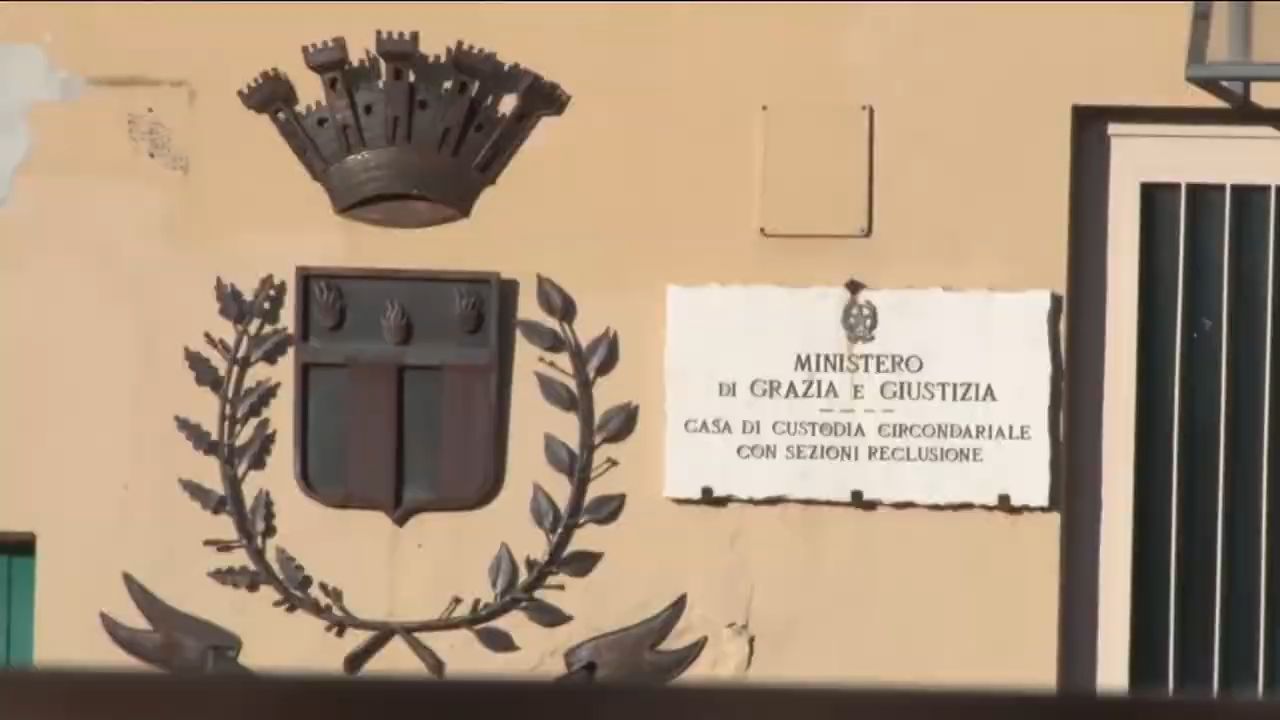 MINISTERO
DI GRAZIA E GIUSTIZIA
CASA DI CUSTODIA CIRCONDARIALE
CON SEZIONI RECLUSIONE